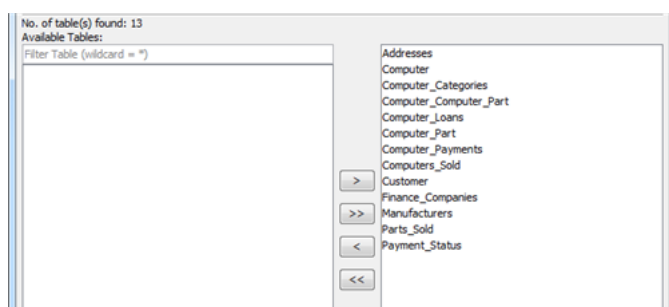 No. of table(s) found: 13
Available Tables:
Filter Table (wildcard = *)
Addresses
Computer
Computer_Categories
Computer_Computer_Part
Computer_Loans
Computer_Part
Computer_Payments
Computers_Sold
Customer
Finance_Companies
Manufacturers
Parts_Sold
Payment_Status
>
>>
<
<<